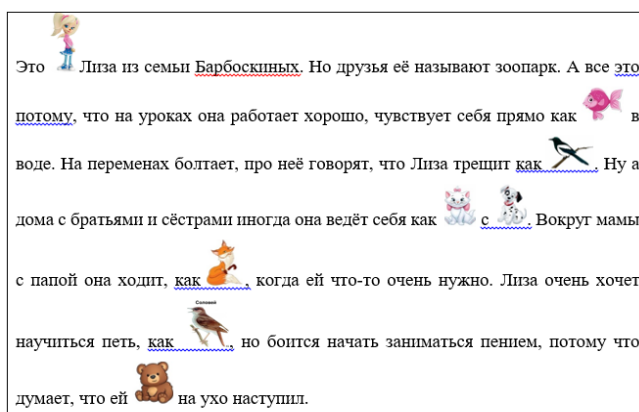 Это Лиза из семьи Барбоскиных. Но друзья её называют зоопарк. А все это
потому, что на уроках она работает хорошо, чувствует себя прямо как в
воде. На переменах болтает, про неё говорят, что Лиза трещит как . Ну а
дома с братьями и сёстрами иногда она ведёт себя как с . Вокруг мамы
с папой она ходит, как , когда ей что-то очень нужно. Лиза очень хочет
Соловей
научиться петь, как , но боится начать заниматься пением, потому что
думает, что ей на ухо наступил.